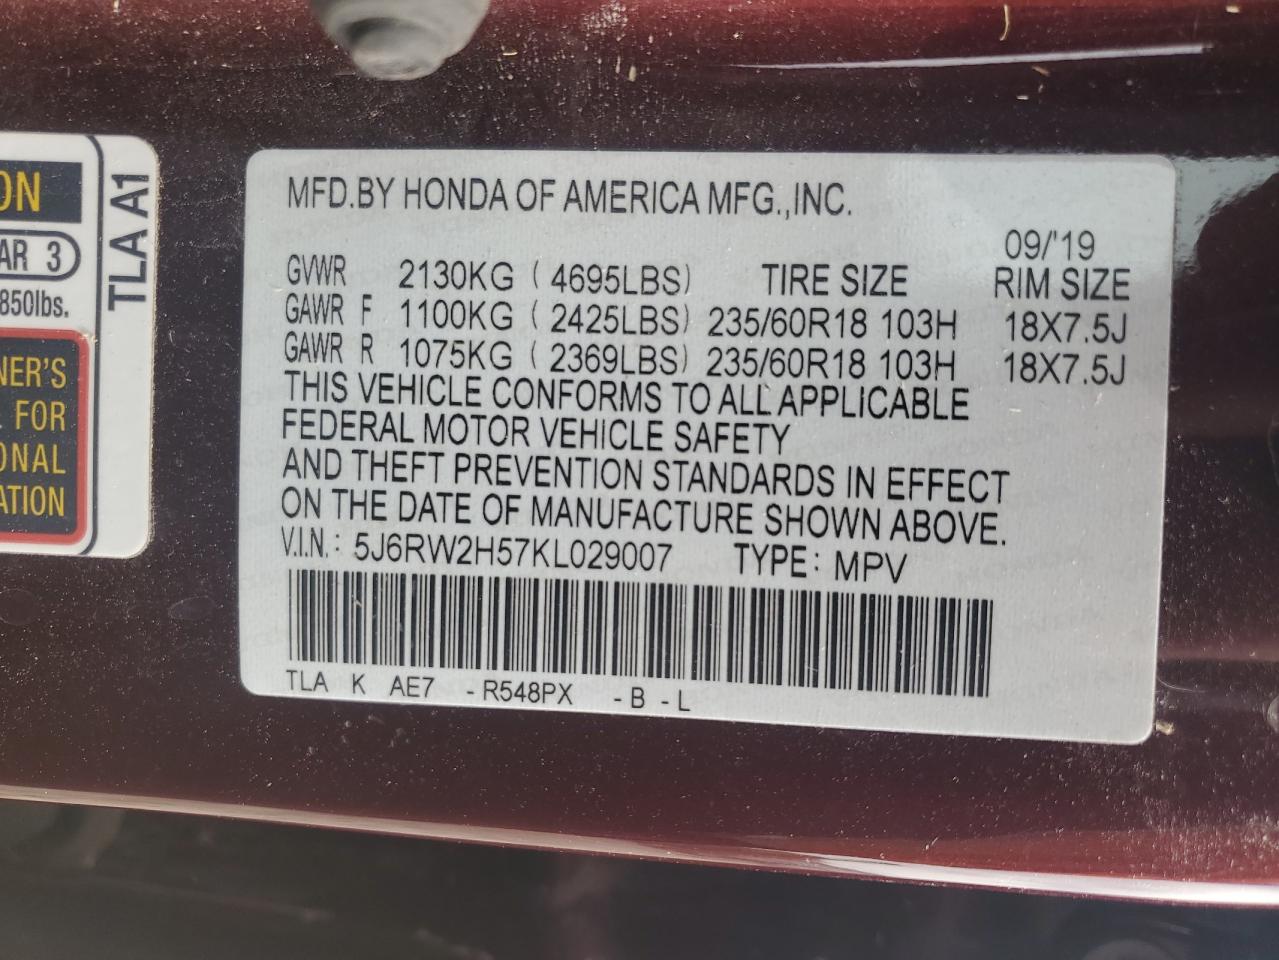 ON
AR 3
850lbs.
NER'S
FOR
ONAL
ATION
TLA A1
MFD.BY HONDA OF AMERICA MFG.,INC.
09/'19
GVWR 2130KG ( 4695LBS) TIRE SIZE RIM SIZE
GAWR F 1100KG ( 2425LBS) 235/60R18 103H 18X7.5J
GAWR R 1075KG ( 2369LBS) 235/60R18 103H 18X7.5J
THIS VEHICLE CONFORMS TO ALL APPLICABLE
FEDERAL MOTOR VEHICLE SAFETY
AND THEFT PREVENTION STANDARDS IN EFFECT
ON THE DATE OF MANUFACTURE SHOWN ABOVE.
V.I.N.: 5J6RW2H57KL029007 TYPE: MPV
TLA K AE7 -R548PX -B -L